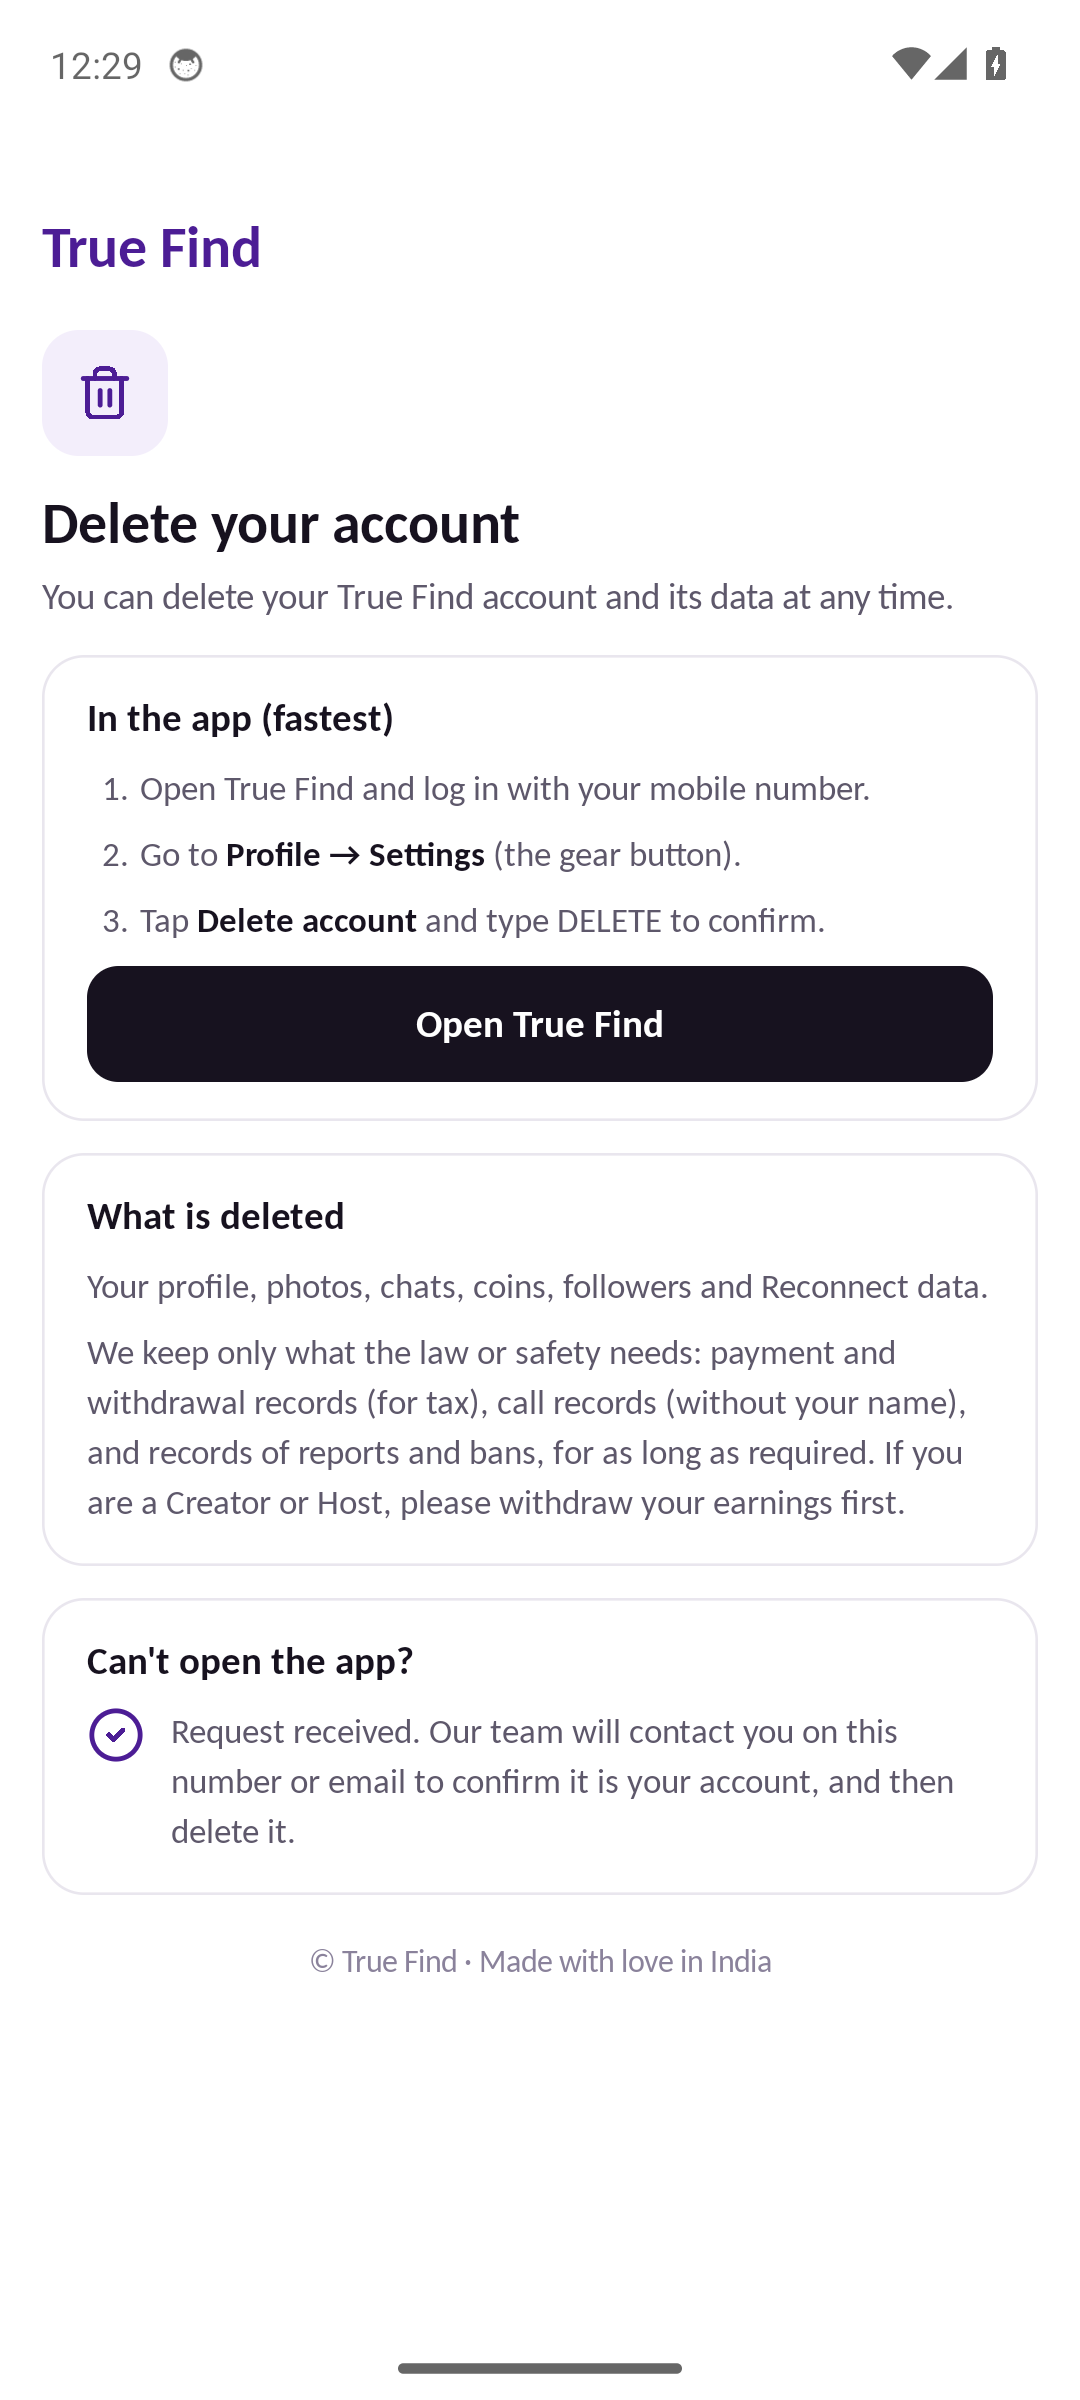 12:29
True Find
Delete your account
You can delete your True Find account and its data at any time.
In the app (fastest)
1. Open True Find and log in with your mobile number.
2. Go to Profile → Settings (the gear button).
3. Tap Delete account and type DELETE to confirm.
Open True Find
What is deleted
Your profile, photos, chats, coins, followers and Reconnect data.
We keep only what the law or safety needs: payment and
withdrawal records (for tax), call records (without your name),
and records of reports and bans, for as long as required. If you
are a Creator or Host, please withdraw your earnings first.
Can't open the app?
Request received. Our team will contact you on this
number or email to confirm it is your account, and then
delete it.
© True Find · Made with love in India